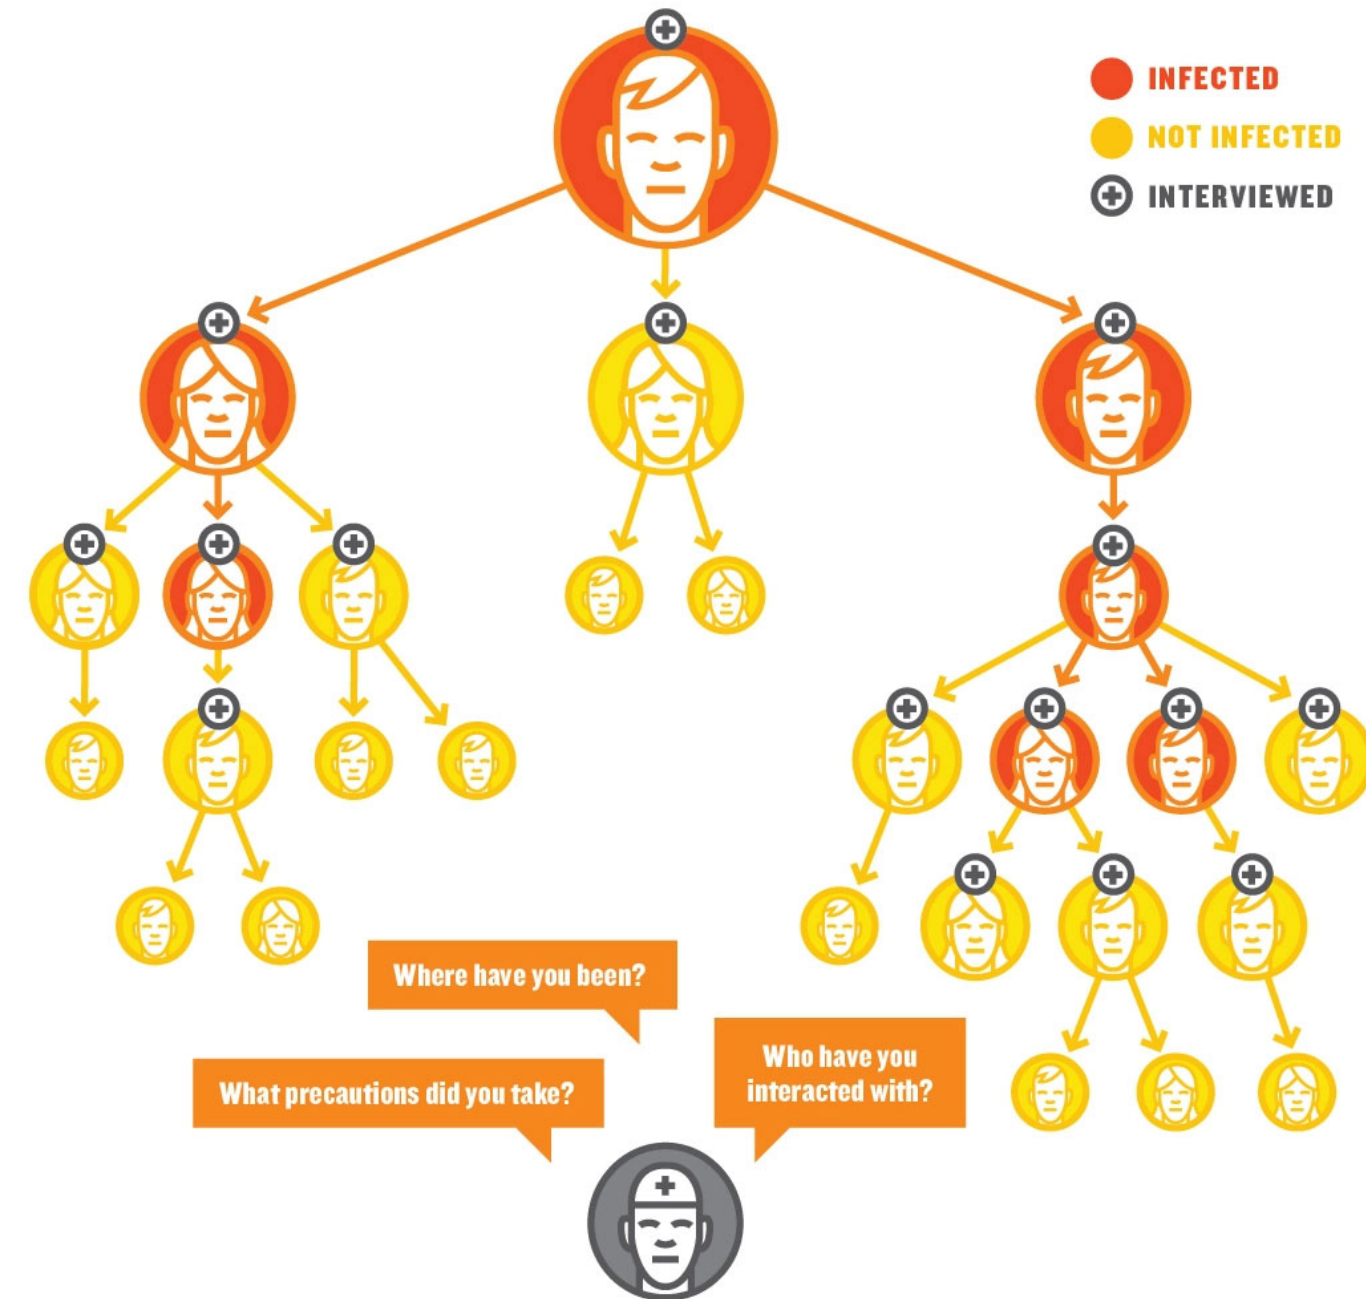 INFECTED
NOT INFECTED
INTERVIEWED
Where have you been?
Who have you
interacted with?
What precautions did you take?